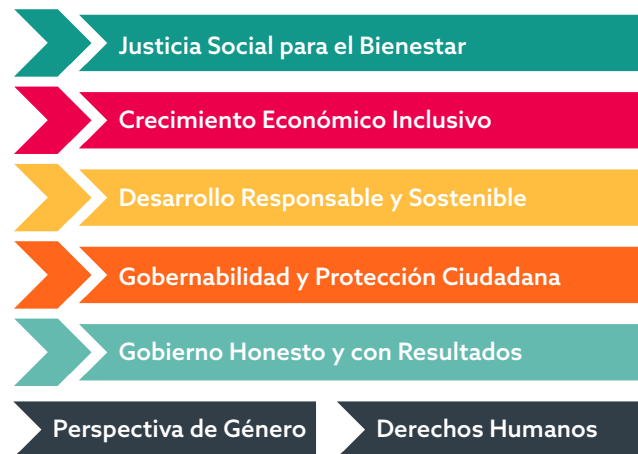 Justicia Social para el Bienestar
Crecimiento Económico Inclusivo
Desarrollo Responsable y Sostenible
Gobernabilidad y Protección Ciudadana
Gobierno Honesto y con Resultados
Perspectiva de Género
Derechos Humanos